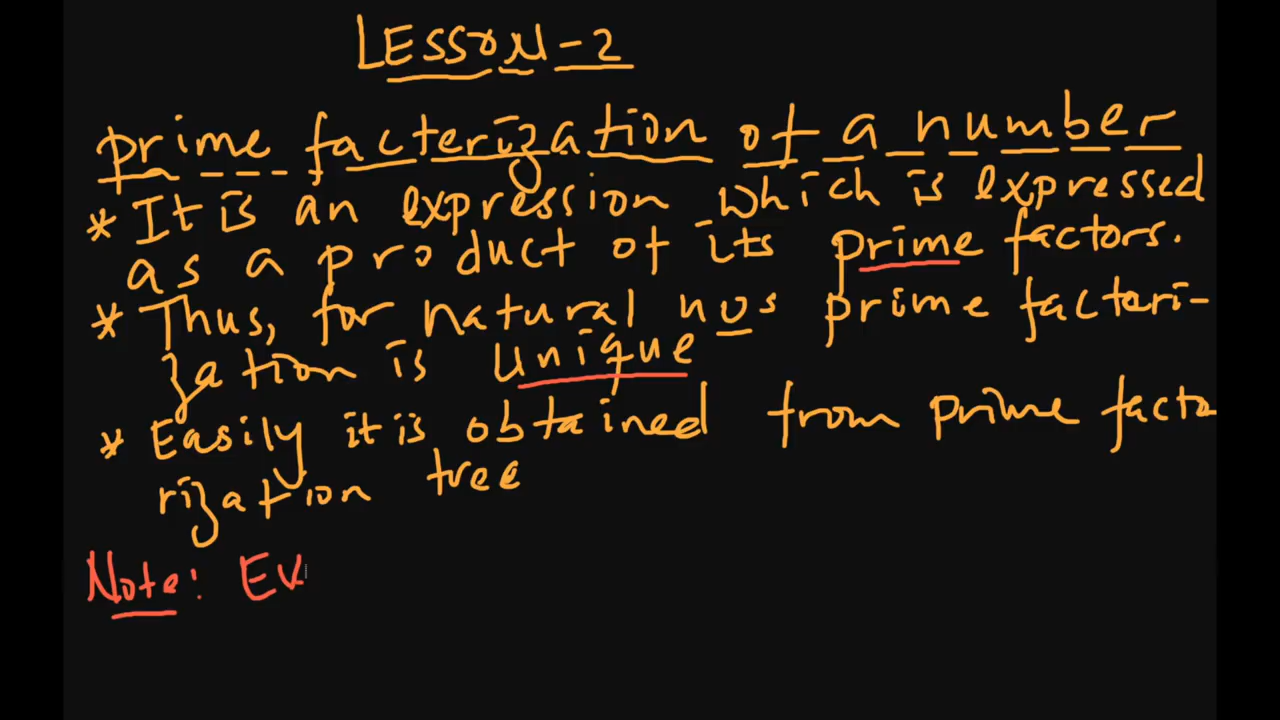 LESSON-2
prime facterization of a number
* It is an expression which is expressed
as a product of its prime factors.
* Thus, for natural nos prime facteri-
zation is unique
* Easily it is obtained from prime facto
rization tree
Note: Ev